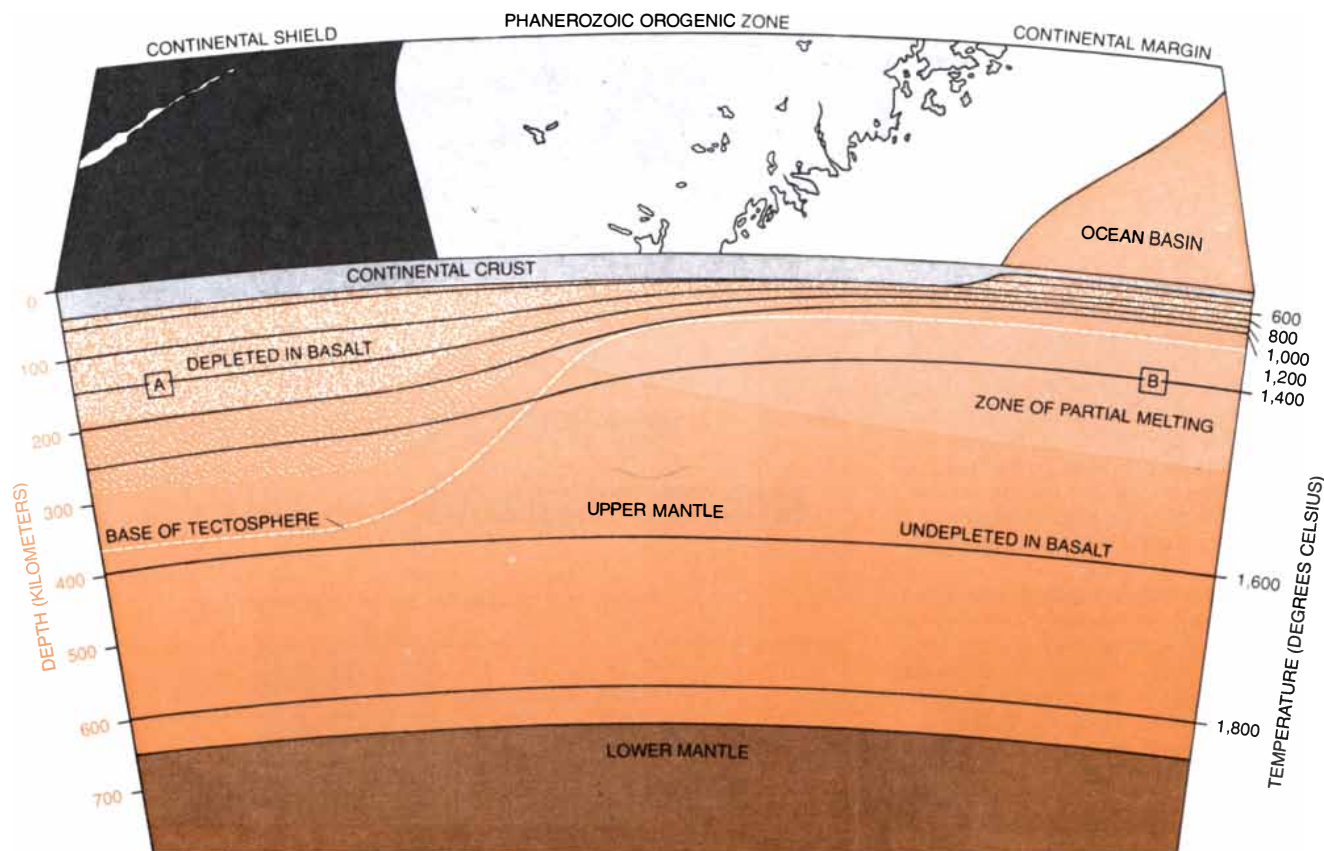 PHANEROZOIC OROGENIC ZONE
CONTINENTAL SHIELD
CONTINENTAL MARGIN
OCEAN BASIN
CONTINENTAL CRUST
0
100
200
300
400
500
600
700
DEPTH (KILOMETERS)
DEPLETED IN BASALT
A
B
ZONE OF PARTIAL MELTING
BASE OF TECTOSPHERE
UPPER MANTLE
UNDEPLETED IN BASALT
LOWER MANTLE
600
800
1,000
1,200
1,400
1,600
1,800
TEMPERATURE (DEGREES CELSIUS)